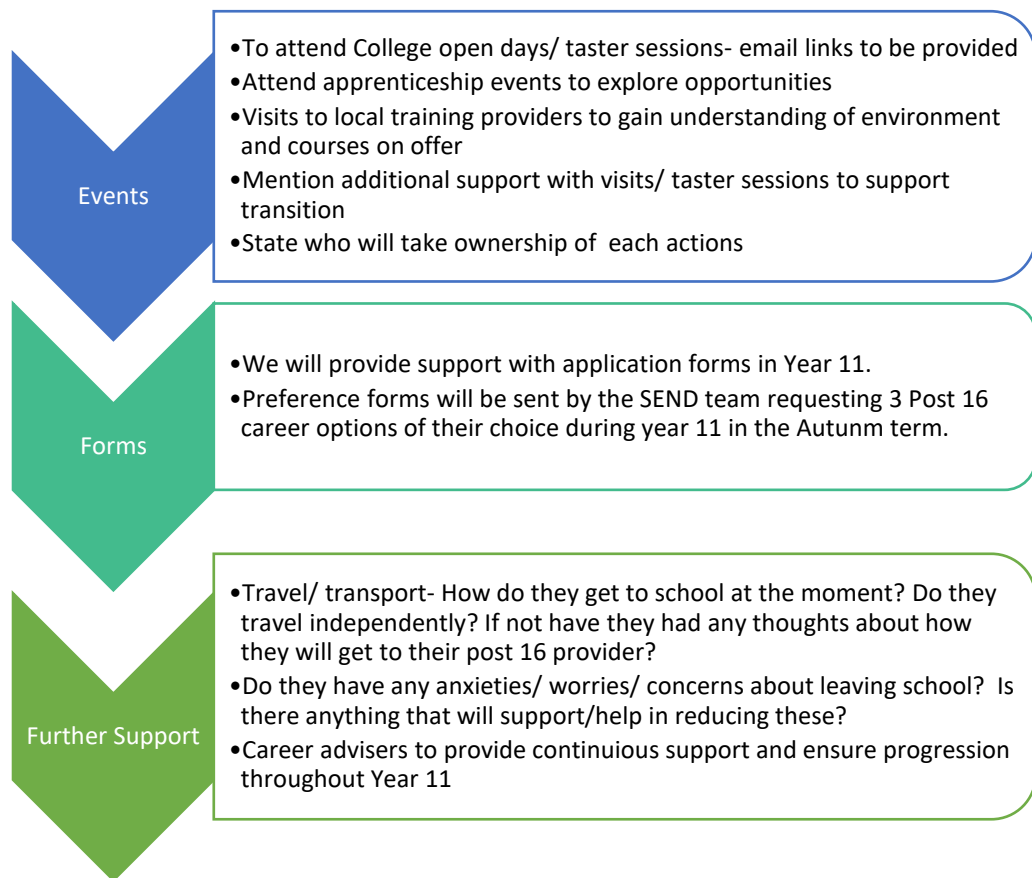 Events
•To attend College open days/ taster sessions- email links to be provided
•Attend apprenticeship events to explore opportunities
•Visits to local training providers to gain understanding of environment
and courses on offer
•Mention additional support with visits/ taster sessions to support
transition
•State who will take ownership of  each actions
Forms
•We will provide support with application forms in Year 11.
•Preference forms will be sent by the SEND team requesting 3 Post 16
career options of their choice during year 11 in the Autunm term.
Further Support
•Travel/ transport- How do they get to school at the moment? Do they
travel independently? If not have they had any thoughts about how
they will get to their post 16 provider?
•Do they have any anxieties/ worries/ concerns about leaving school?  Is
there anything that will support/help in reducing these?
•Career advisers to provide continuious support and ensure progression
throughout Year 11